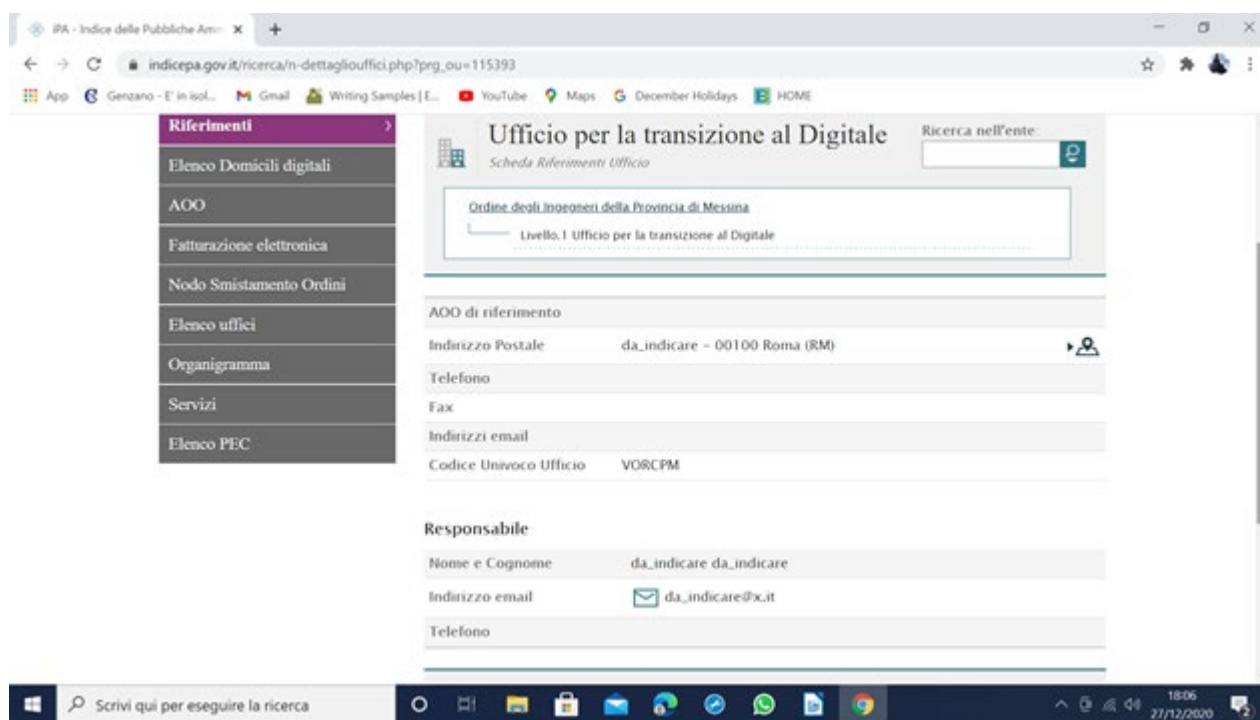 iPA - Indice delle Pubbliche Am
indicepa.gov.it/ricerca/n-dettagliouffici.php?prg_ou=115393
App Genzano - E' in isol... Gmail Writing Samples | E... YouTube Maps December Holidays HOME
Riferimenti
Elenco Domicili digitali
AOO
Fatturazione elettronica
Nodo Smistamento Ordini
Elenco uffici
Organigramma
Servizi
Elenco PEC
Ufficio per la transizione al Digitale
Scheda Riferimenti Ufficio
Ricerca nell'ente:
Ordine degli Ingegneri della Provincia di Messina
Livello.1 Ufficio per la transizione al Digitale
AOO di riferimento
Indirizzo Postale da_indicare - 00100 Roma (RM)
Telefono
Fax
Indirizzi email
Codice Univoco Ufficio VORCPM
Responsabile
Nome e Cognome da_indicare da_indicare
Indirizzo email da_indicare@x.it
Telefono
Scrivi qui per eseguire la ricerca
18:06
27/12/2020